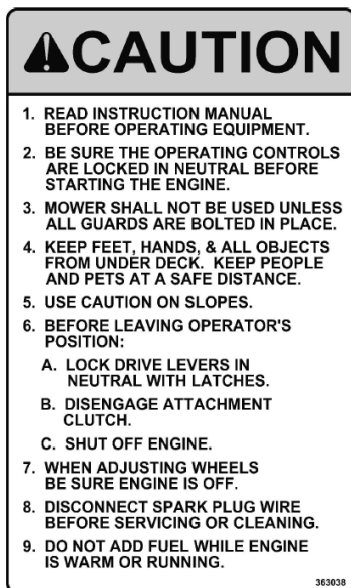 CAUTION
1. READ INSTRUCTION MANUAL
BEFORE OPERATING EQUIPMENT.
2. BE SURE THE OPERATING CONTROLS
ARE LOCKED IN NEUTRAL BEFORE
STARTING THE ENGINE.
3. MOWER SHALL NOT BE USED UNLESS
ALL GUARDS ARE BOLTED IN PLACE.
4. KEEP FEET, HANDS, & ALL OBJECTS
FROM UNDER DECK. KEEP PEOPLE
AND PETS AT A SAFE DISTANCE.
5. USE CAUTION ON SLOPES.
6. BEFORE LEAVING OPERATOR'S
POSITION:
A. LOCK DRIVE LEVERS IN
NEUTRAL WITH LATCHES.
B. DISENGAGE ATTACHMENT
CLUTCH.
C. SHUT OFF ENGINE.
7. WHEN ADJUSTING WHEELS
BE SURE ENGINE IS OFF.
8. DISCONNECT SPARK PLUG WIRE
BEFORE SERVICING OR CLEANING.
9. DO NOT ADD FUEL WHILE ENGINE
IS WARM OR RUNNING.
363038